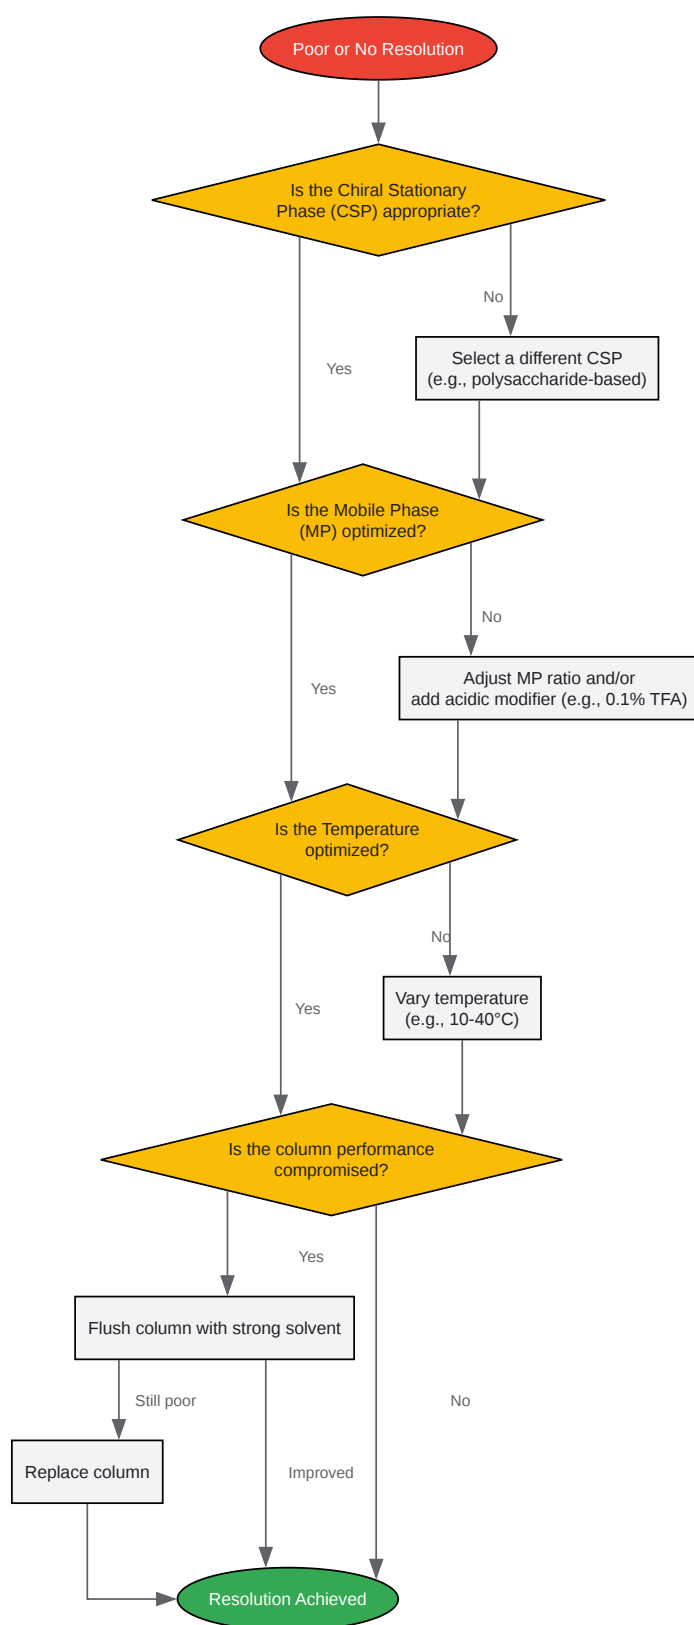 Poor or No Resolution
Is the Chiral Stationary
Phase (CSP) appropriate?
No
Select a different CSP
(e.g., polysaccharide-based)
Yes
Is the Mobile Phase
(MP) optimized?
No
Adjust MP ratio and/or
add acidic modifier (e.g., 0.1% TFA)
Yes
Is the Temperature
optimized?
No
Vary temperature
(e.g., 10-40°C)
Yes
Is the column performance
compromised?
Yes
Flush column with strong solvent
Still poor
No
Replace column
Improved
Resolution Achieved